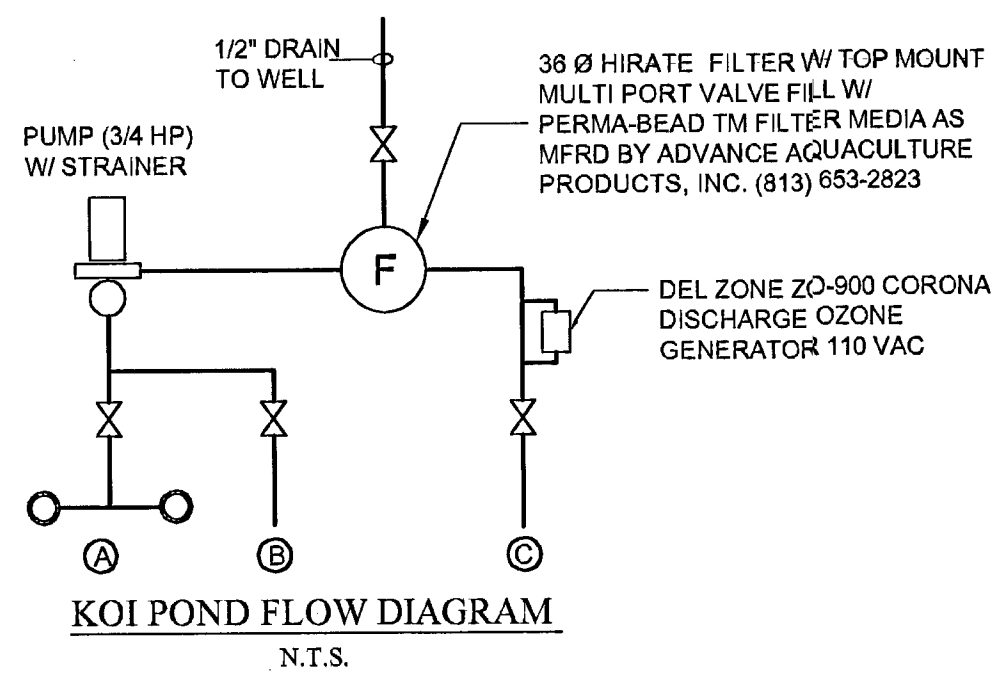 1/2" DRAIN
TO WELL
36 Ø HIRATE FILTER W/ TOP MOUNT
MULTI PORT VALVE FILL W/
PERMA-BEAD TM FILTER MEDIA AS
MFRD BY ADVANCE AQUACULTURE
PRODUCTS, INC. (813) 653-2823
PUMP (3/4 HP)
W/ STRAINER
F
DEL ZONE ZO-900 CORONA
DISCHARGE OZONE
GENERATOR 110 VAC
A
B
C
KOI POND FLOW DIAGRAM
N.T.S.